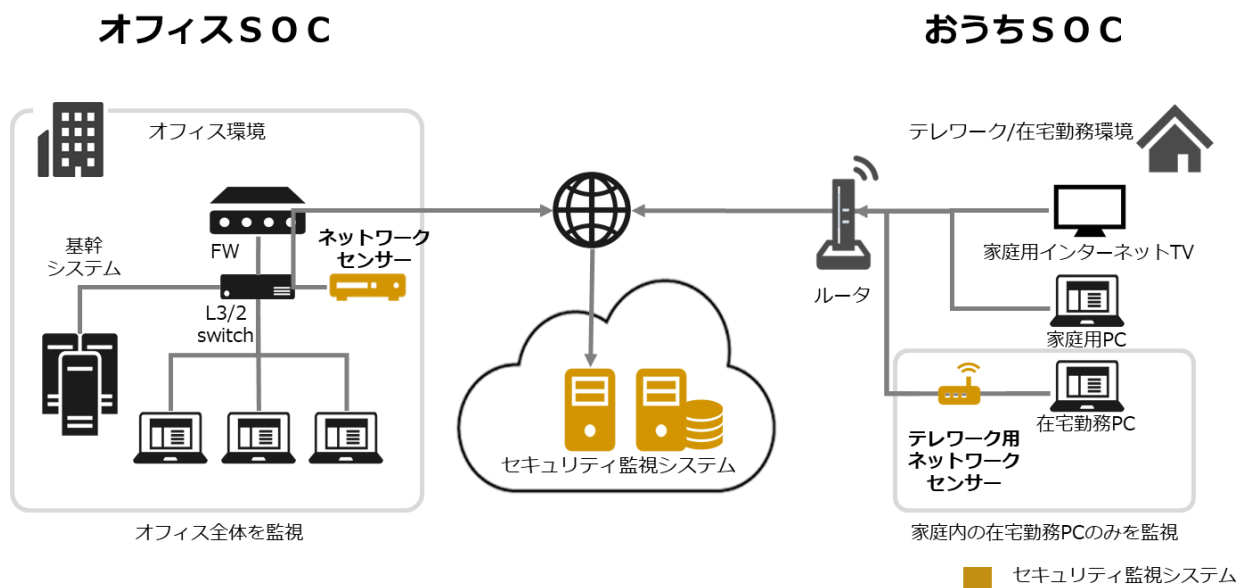 オフィスＳＯＣ
おうちＳＯＣ
オフィス環境
テレワーク/在宅勤務環境
FW
ネットワーク
センサー
基幹
システム
L3/2
switch
家庭用インターネットTV
ルータ
家庭用PC
在宅勤務PC
テレワーク用
ネットワーク
センサー
セキュリティ監視システム
オフィス全体を監視
家庭内の在宅勤務PCのみを監視
セキュリティ監視システム